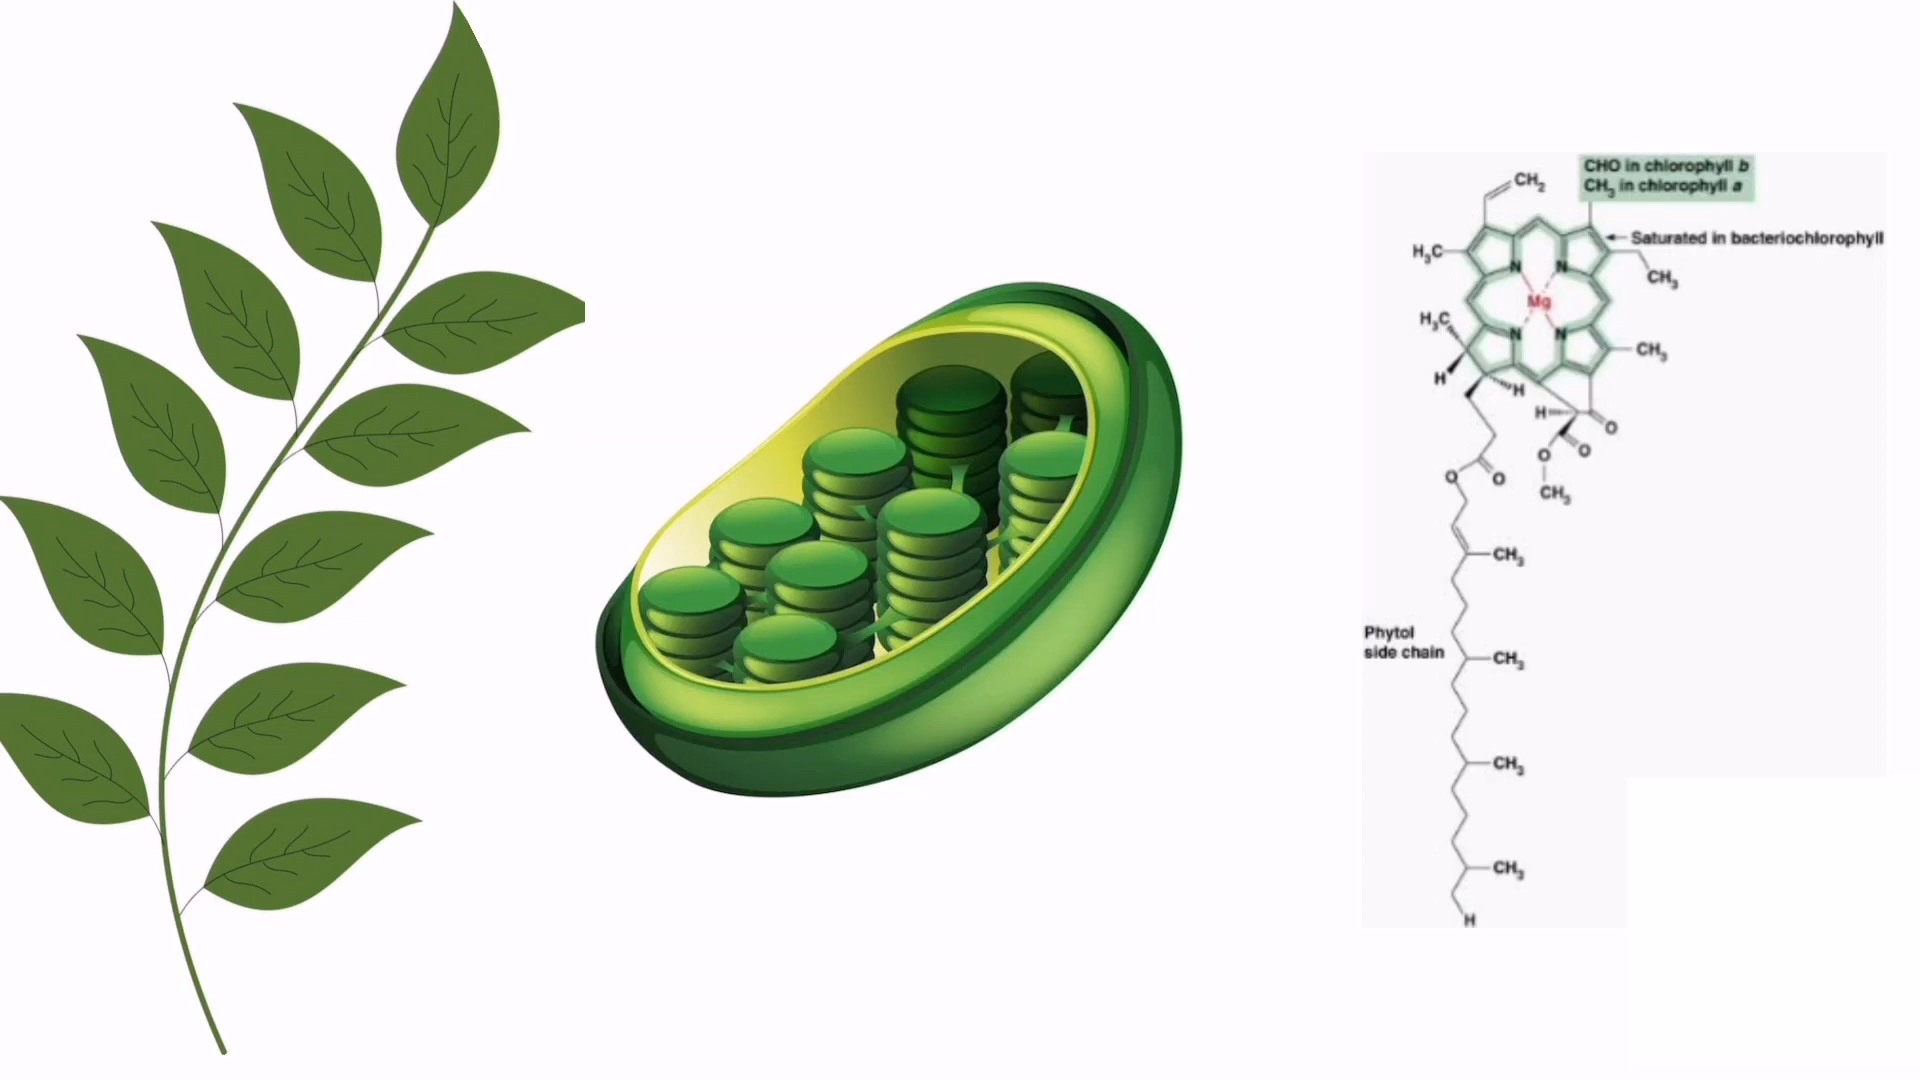 CHO in chlorophyll b
CH₃ in chlorophyll a
CH₂
Saturated in bacteriochlorophyll
H₃C
N
N
CH₃
Mg
H₃C
N
N
CH₃
H
H
H
O
O
O
O
O
CH₃
CH₃
Phytol
side chain
CH₃
CH₃
CH₃
H